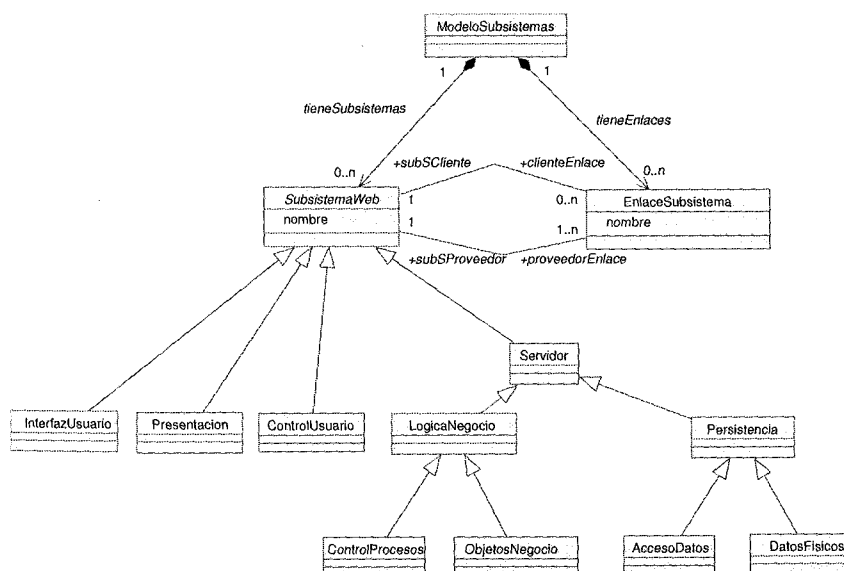 ModeloSubsistemas
1
1
tieneSubsistemas
tieneEnlaces
0..n
+subSCliente
+clienteEnlace
0..n
SubsistemaWeb
nombre
1
0..n
EnlaceSubsistema
nombre
1
1..n
+subSProveedor
+proveedorEnlace
Servidor
InterfazUsuario
Presentacion
ControlUsuario
LogicaNegocio
Persistencia
ControlProcesos
ObjetosNegocio
AccesoDatos
DatosFisicos